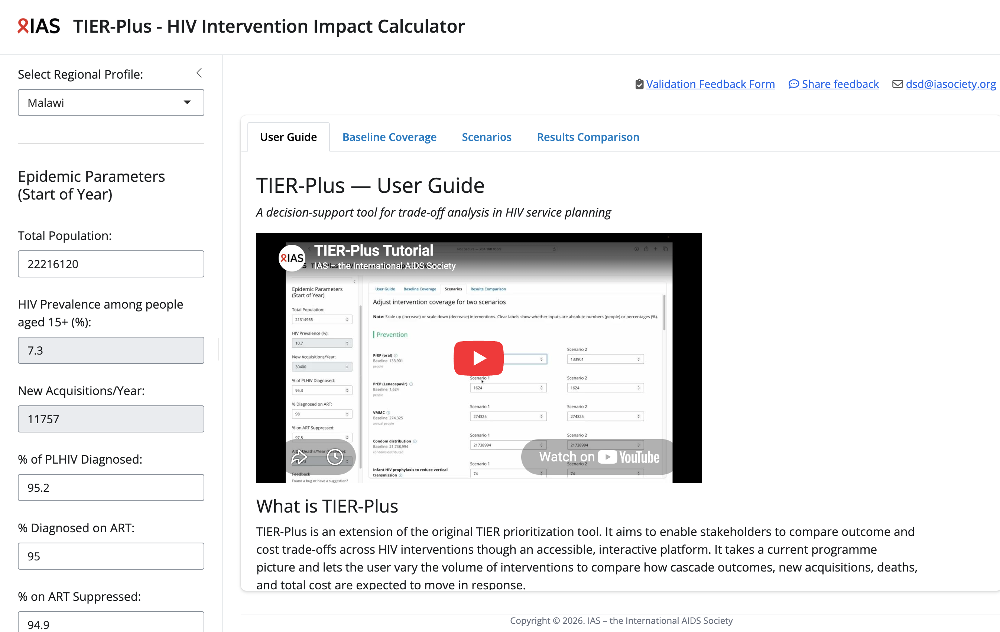 IAS TIER-Plus - HIV Intervention Impact Calculator
Select Regional Profile:
Malawi
Epidemic Parameters
(Start of Year)
Total Population:
22216120
HIV Prevalence among people
aged 15+ (%):
7.3
New Acquisitions/Year:
11757
% of PLHIV Diagnosed:
95.2
% Diagnosed on ART:
95
% on ART Suppressed:
94.9
Validation Feedback Form Share feedback dsd@iasociety.org
User Guide Baseline Coverage Scenarios Results Comparison
TIER-Plus — User Guide
A decision-support tool for trade-off analysis in HIV service planning
IAS
TIER-Plus Tutorial
IAS – the International AIDS Society
Not Secure — 204.168.166.9
Epidemic Parameters
(Start of Year)
Total Population:
21314955
HIV Prevalence (%):
10.7
New Acquisitions/Year:
30400
% of PLHIV Diagnosed:
95.3
% Diagnosed on ART:
98
% on ART Suppressed:
97.5
Feedback
Found a bug or have a suggestion?
User Guide Baseline Coverage Scenarios Results Comparison
Adjust intervention coverage for two scenarios
Note: Scale up (increase) or scale down (decrease) interventions. Clear labels show whether inputs are absolute numbers (people) or percentages (%).
Prevention
PrEP (oral)
Baseline: 133,901
people
Scenario 2
133901
PrEP (Lenacapavir)
Baseline: 1,624
people
Scenario 1
1624
Scenario 2
1624
VMMC
Baseline: 274,325
annual people
Scenario 1
274325
Scenario 2
274325
Condom distribution
Baseline: 21,738,994
condoms distributed
Scenario 1
21738994
Scenario 2
21738994
Infant HIV prophylaxis to reduce vertical
transmission
Scenario 1
74
Scenario 2
74
Watch on YouTube
What is TIER-Plus
TIER-Plus is an extension of the original TIER prioritization tool. It aims to enable stakeholders to compare outcome and
cost trade-offs across HIV interventions though an accessible, interactive platform. It takes a current programme
picture and lets the user vary the volume of interventions to compare how cascade outcomes, new acquisitions, deaths,
and total cost are expected to move in response.
Copyright © 2026. IAS – the International AIDS Society